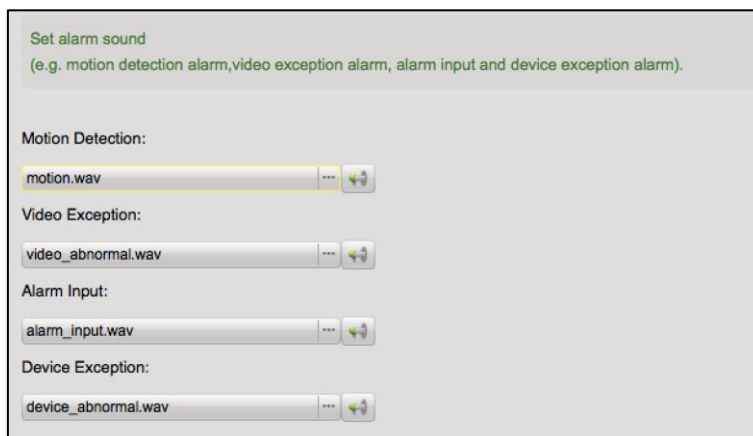 Set alarm sound
(e.g. motion detection alarm,video exception alarm, alarm input and device exception alarm).
Motion Detection:
motion.wav ...
Video Exception:
video_abnormal.wav ...
Alarm Input:
alarm_input.wav ...
Device Exception:
device_abnormal.wav ...